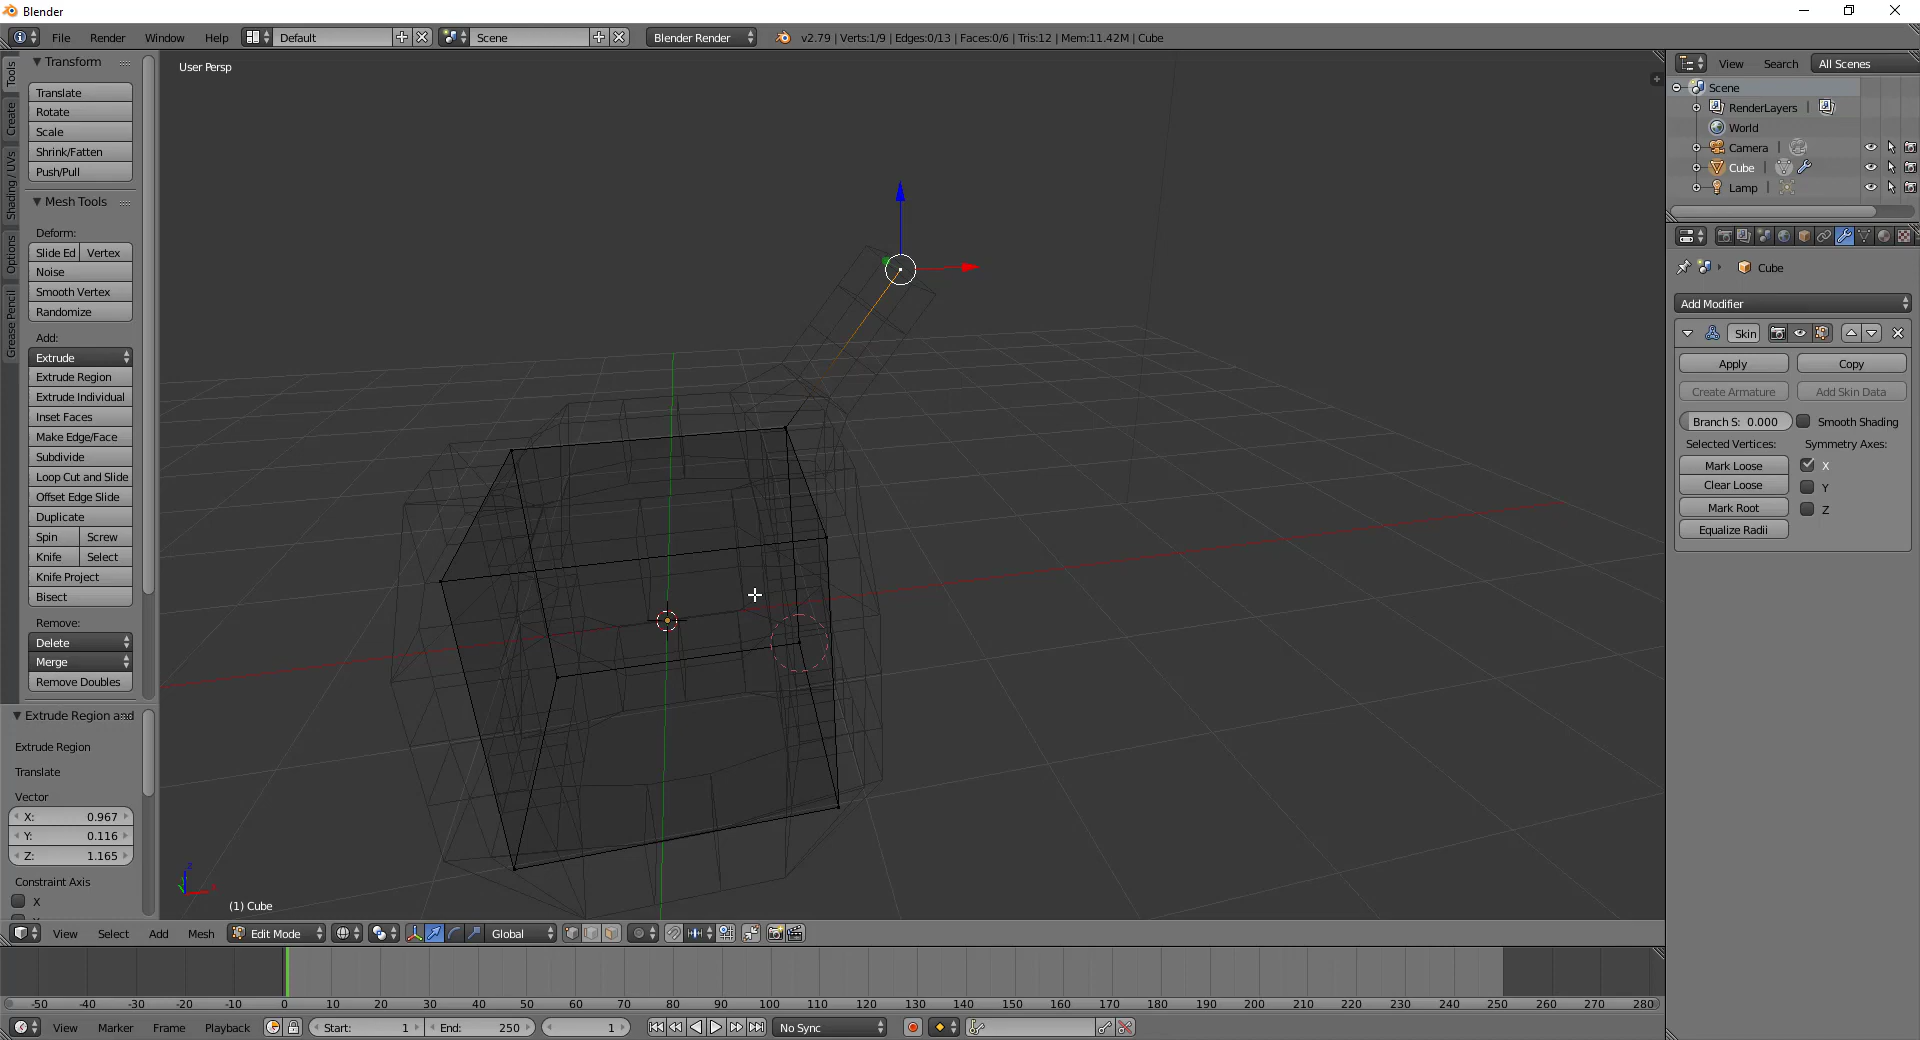 Blender
File Render Window Help Default Scene Blender Render v2.79 | Verts:1/9 | Edges:0/13 | Faces:0/6 | Tris:12 | Mem:11.42M | Cube
Tools
Create
Shading / UVs
Options
Grease Pencil
Transform
Translate
Rotate
Scale
Shrink/Fatten
Push/Pull
Mesh Tools
Deform:
Slide Ed Vertex
Noise
Smooth Vertex
Randomize
Add:
Extrude
Extrude Region
Extrude Individual
Inset Faces
Make Edge/Face
Subdivide
Loop Cut and Slide
Offset Edge Slide
Duplicate
Spin Screw
Knife Select
Knife Project
Bisect
Remove:
Delete
Merge
Remove Doubles
Extrude Region and
Extrude Region
Translate
Vector
X: 0.967
Y: 0.116
Z: 1.165
Constraint Axis
X
User Persp
(1) Cube
View Select Add Mesh Edit Mode Global
-50 -40 -30 -20 -10 0 10 20 30 40 50 60 70 80 90 100 110 120 130 140 150 160 170 180 190 200 210 220 230 240 250 260 270 280
View Marker Frame Playback Start: 1 End: 250 1 No Sync
View Search All Scenes
Scene
RenderLayers |
World
Camera |
Cube |
Lamp |
Cube
Add Modifier
Skin
Apply Copy
Create Armature Add Skin Data
Branch S: 0.000 Smooth Shading
Selected Vertices: Symmetry Axes:
Mark Loose X
Clear Loose Y
Mark Root Z
Equalize Radii